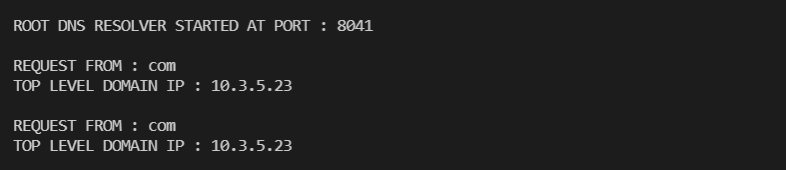 ROOT DNS RESOLVER STARTED AT PORT : 8041
REQUEST FROM : com
TOP LEVEL DOMAIN IP : 10.3.5.23
REQUEST FROM : com
TOP LEVEL DOMAIN IP : 10.3.5.23